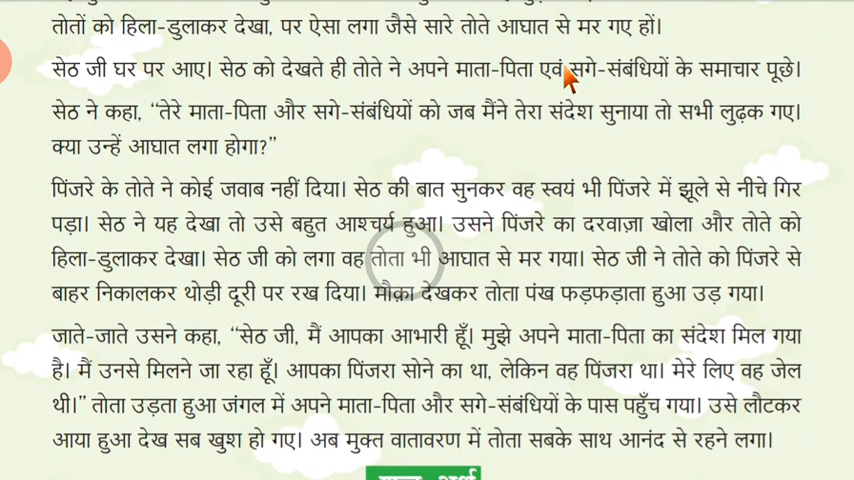 तोतों को हिला-डुलाकर देखा, पर ऐसा लगा जैसे सारे तोते आघात से मर गए हों।
सेठ जी घर पर आए। सेठ को देखते ही तोते ने अपने माता-पिता एवं सगे-संबंधियों के समाचार पूछे।
सेठ ने कहा, “तेरे माता-पिता और सगे-संबंधियों को जब मैंने तेरा संदेश सुनाया तो सभी लुढ़क गए।
क्या उन्हें आघात लगा होगा?”
पिंजरे के तोते ने कोई जवाब नहीं दिया। सेठ की बात सुनकर वह स्वयं भी पिंजरे में झूले से नीचे गिर
पड़ा। सेठ ने यह देखा तो उसे बहुत आश्चर्य हुआ। उसने पिंजरे का दरवाज़ा खोला और तोते को
हिला-डुलाकर देखा। सेठ जी को लगा वह तोता भी आघात से मर गया। सेठ जी ने तोते को पिंजरे से
बाहर निकालकर थोड़ी दूरी पर रख दिया। मौक़ा देखकर तोता पंख फड़फड़ाता हुआ उड़ गया।
जाते-जाते उसने कहा, “सेठ जी, मैं आपका आभारी हूँ। मुझे अपने माता-पिता का संदेश मिल गया
है। मैं उनसे मिलने जा रहा हूँ। आपका पिंजरा सोने का था, लेकिन वह पिंजरा था। मेरे लिए वह जेल
थी।” तोता उड़ता हुआ जंगल में अपने माता-पिता और सगे-संबंधियों के पास पहुँच गया। उसे लौटकर
आया हुआ देख सब खुश हो गए। अब मुक्त वातावरण में तोता सबके साथ आनंद से रहने लगा।